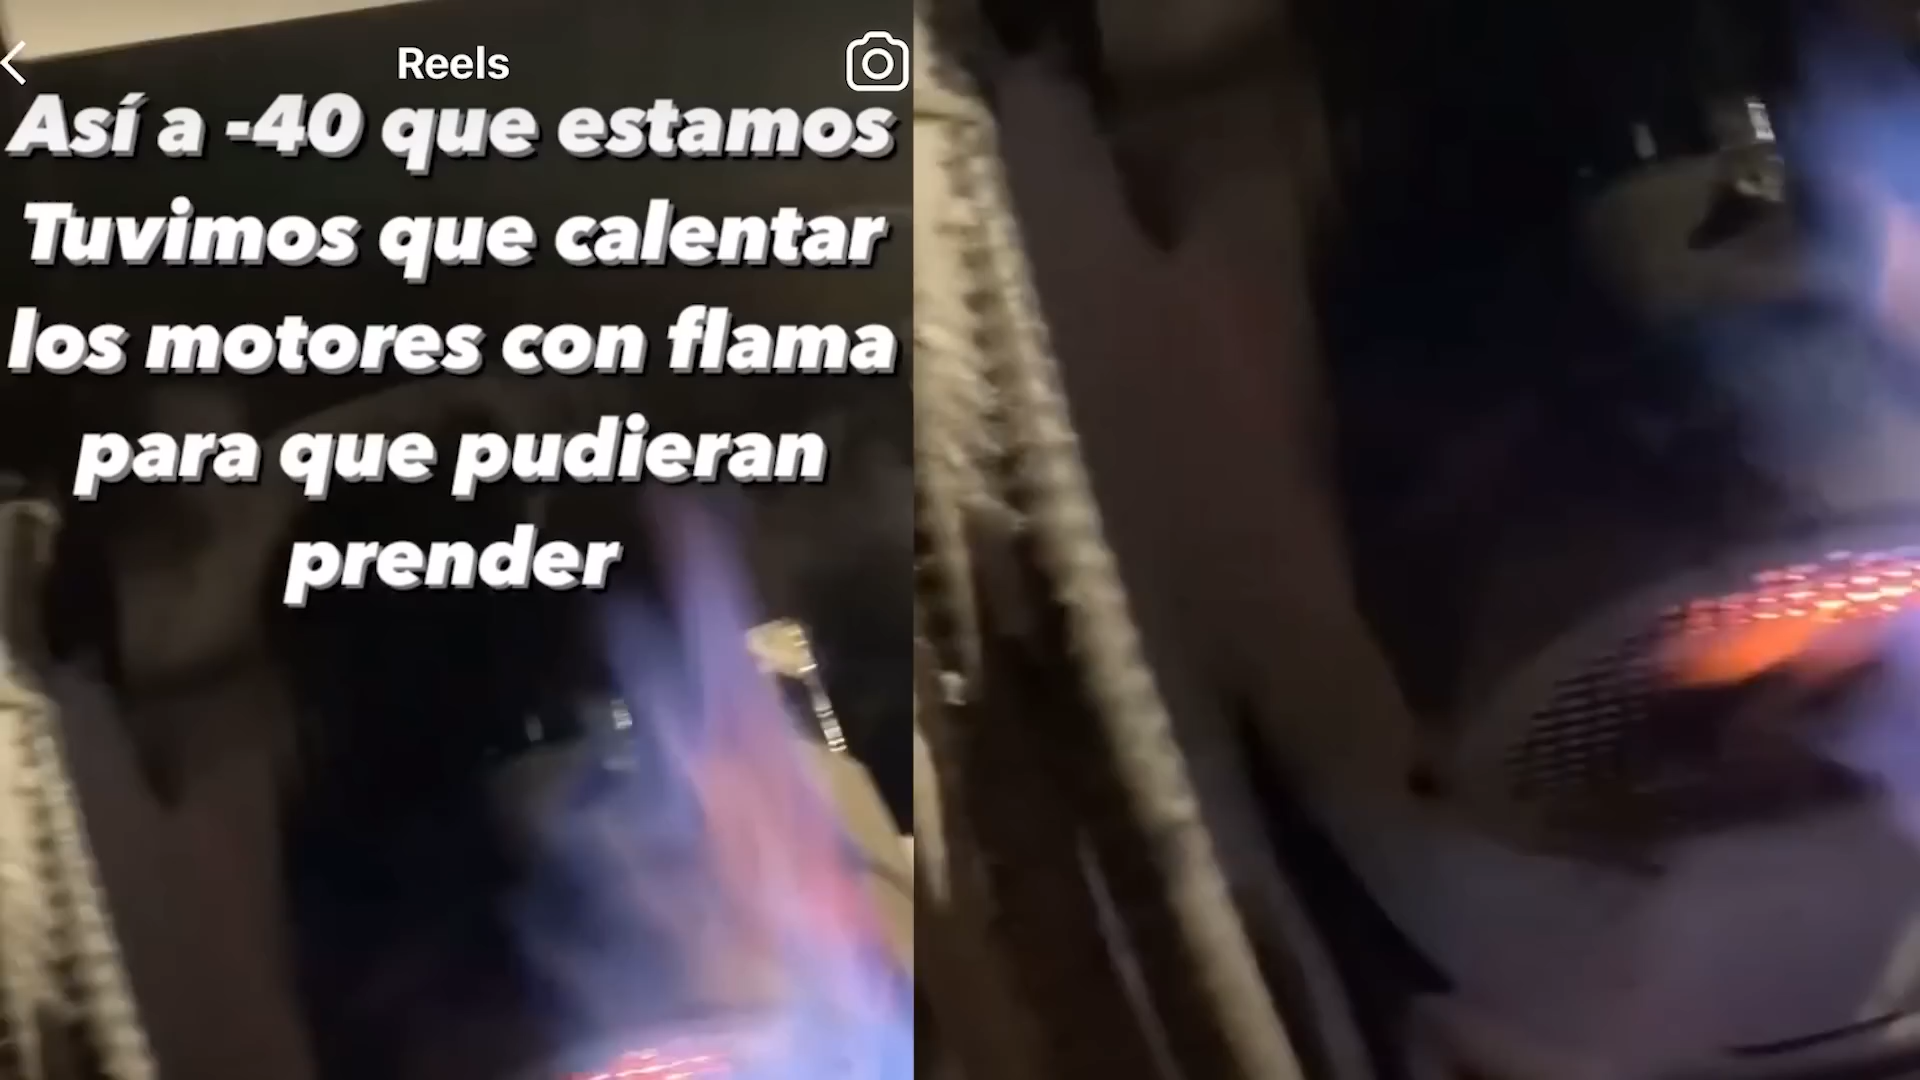 Reels
Así a -40 que estamos
Tuvimos que calentar
los motores con flama
para que pudieran
prender